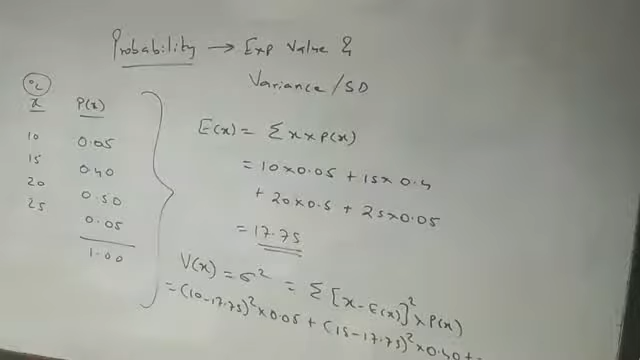 Probability → Exp Value &
Variance/SD
%
x P(x)
10 0.05
15 0.40
20 0.50
25 0.05
1.00
E(x) = Σ x × P(x)
= 10×0.05 + 15×0.4
+ 20×0.5 + 25×0.05
= 17.75
V(x) = σ² = Σ [x - E(x)]² × P(x)
= (10-17.75)² × 0.05 + (15-17.75)² × 0.40 +